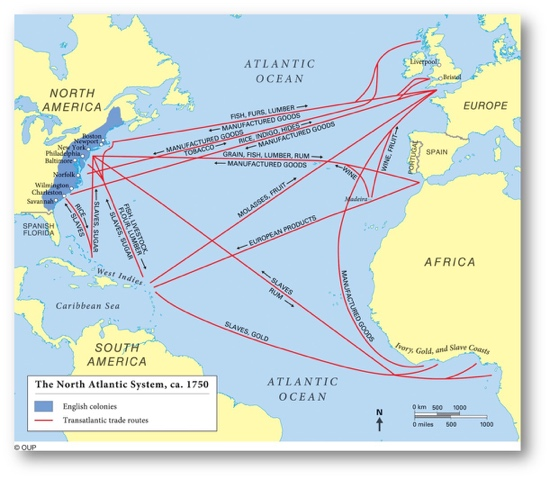 ATLANTIC
OCEAN
NORTH
AMERICA
Liverpool
Bristol
EUROPE
FISH, FURS, LUMBER
MANUFACTURED GOODS
MANUFACTURED GOODS
TOBACCO
RICE, INDIGO, HIDES
MANUFACTURED GOODS
Boston
Newport
New York
Philadelphia
Baltimore
Norfolk
Wilmington
Charleston
Savannah
GRAIN, FISH, LUMBER, RUM
MANUFACTURED GOODS
WINE
WINE, FRUIT
PORTUGAL
SPAIN
Madeira
MOLASSES, FRUIT
EUROPEAN PRODUCTS
RICE
SLAVES
SLAVES, SUGAR
FISH, LIVESTOCK,
FLOUR, LUMBER
SLAVES, SUGAR
SPANISH
FLORIDA
West Indies
Caribbean Sea
SLAVES
RUM
MANUFACTURED GOODS
AFRICA
SLAVES, GOLD
SOUTH
AMERICA
Ivory, Gold, and Slave Coasts
ATLANTIC
OCEAN
The North Atlantic System, ca. 1750
English colonies
Transatlantic trade routes
N
0 km 500 1000
0 miles 500 1000
© OUP